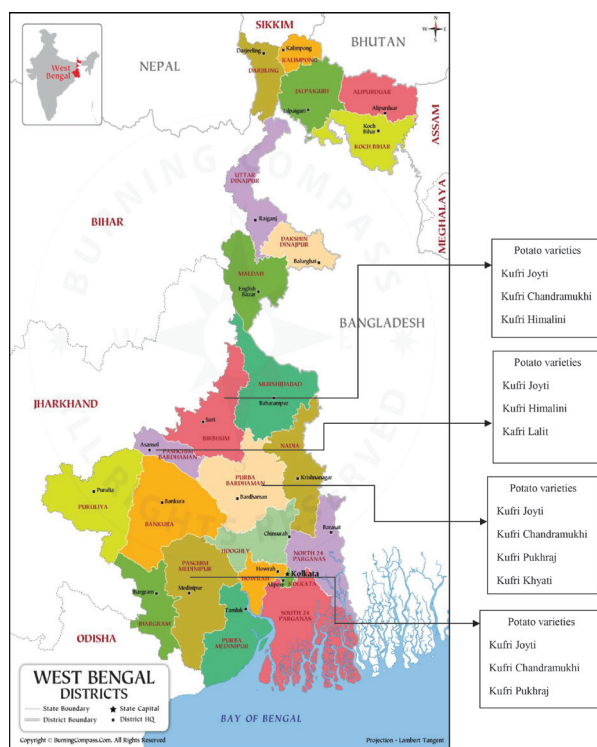 SIKKIM
BHUTAN
NEPAL
West
Bengal
Darjeeling
Kalimpong
KALIMPONG
DARJILING
JALPAIGURI
Jalpaiguri
ALIPURDUAR
Alipurduar
Koch
Bihar
KOCH BIHAR
ASSAM
MEGHALAYA
UTTAR
DINAJPUR
Raiganj
BIHAR
DAKSHIN
DINAJPUR
Balurghat
MALDAH
English
Bazar
BANGLADESH
Potato varieties
Kufri Joyti
Kufri Chandramukhi
Kufri Himalini
JHARKHAND
MURSHIDABAD
Baharampur
Suri
BIRBHUM
Potato varieties
Kufri Joyti
Kufri Himalini
Kafri Lalit
Asansol
PASHCHIM
BARDHAMAN
NADIA
Krishnanagar
PURBA
BARDHAMAN
Bardhaman
Purulia
PURULIYA
Bankura
BANKURA
Potato varieties
Kufri Joyti
Kufri Chandramukhi
Kufri Pukhraj
Kufri Khyati
Chinsurah
HOOGHLY
Barasat
NORTH 24
PARGANAS
PASCHIM
MEDINIPUR
Medinipur
Howrah
HOWRAH
Kolkata
KOLKATA
Alipore
Jhargram
JHARGRAM
Tamluk
PURBA
MEDINIPUR
SOUTH 24
PARGANAS
Potato varieties
Kufri Joyti
Kufri Chandramukhi
Kufri Pukhraj
ODISHA
WEST BENGAL
DISTRICTS
State Boundary
State Capital
District Boundary
District HQ
BAY OF BENGAL
Copyright © BurningCompass.Com. All Rights Reserved
Projection - Lambert Tangent